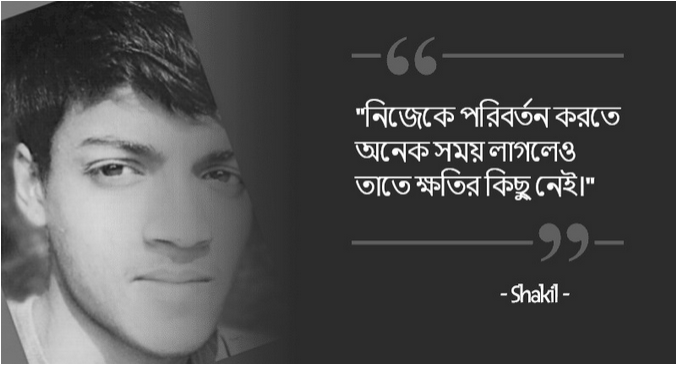 "নিজেকে পরিবর্তন করতে
অনেক সময় লাগলেও
তাতে ক্ষতির কিছু নেই।"
- Shakil -